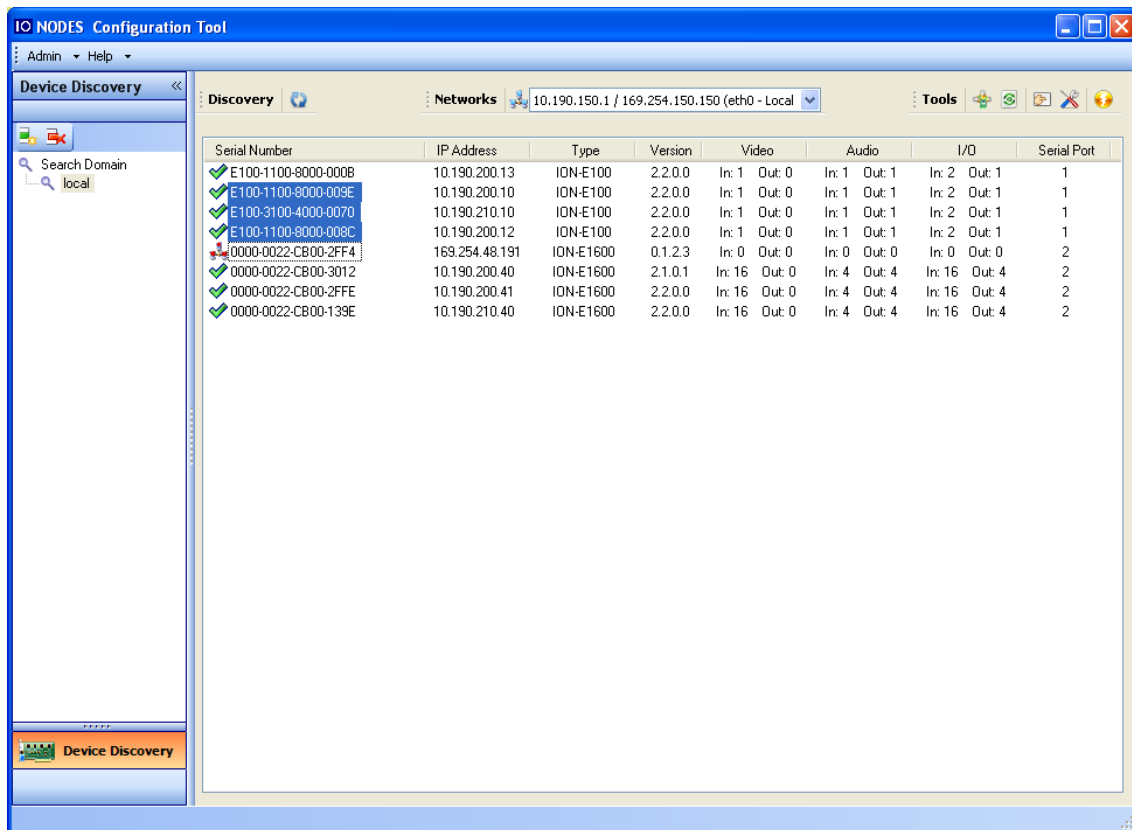 IO NODES Configuration Tool
Admin Help
Device Discovery «
Discovery Networks 10.190.150.1 / 169.254.150.150 (eth0 - Local Tools
Search Domain
local
Serial Number IP Address Type Version Video Audio I/O Serial Port
E100-1100-8000-000B 10.190.200.13 ION-E100 2.2.0.0 In: 1 Out: 0 In: 1 Out: 1 In: 2 Out: 1 1
E100-1100-8000-009E 10.190.200.10 ION-E100 2.2.0.0 In: 1 Out: 0 In: 1 Out: 1 In: 2 Out: 1 1
E100-3100-4000-0070 10.190.210.10 ION-E100 2.2.0.0 In: 1 Out: 0 In: 1 Out: 1 In: 2 Out: 1 1
E100-1100-8000-008C 10.190.200.12 ION-E100 2.2.0.0 In: 1 Out: 0 In: 1 Out: 1 In: 2 Out: 1 1
0000-0022-CB00-2FF4 169.254.48.191 ION-E1600 0.1.2.3 In: 0 Out: 0 In: 0 Out: 0 In: 0 Out: 0 2
0000-0022-CB00-3012 10.190.200.40 ION-E1600 2.1.0.1 In: 16 Out: 0 In: 4 Out: 4 In: 16 Out: 4 2
0000-0022-CB00-2FFE 10.190.200.41 ION-E1600 2.2.0.0 In: 16 Out: 0 In: 4 Out: 4 In: 16 Out: 4 2
0000-0022-CB00-139E 10.190.210.40 ION-E1600 2.2.0.0 In: 16 Out: 0 In: 4 Out: 4 In: 16 Out: 4 2
Device Discovery